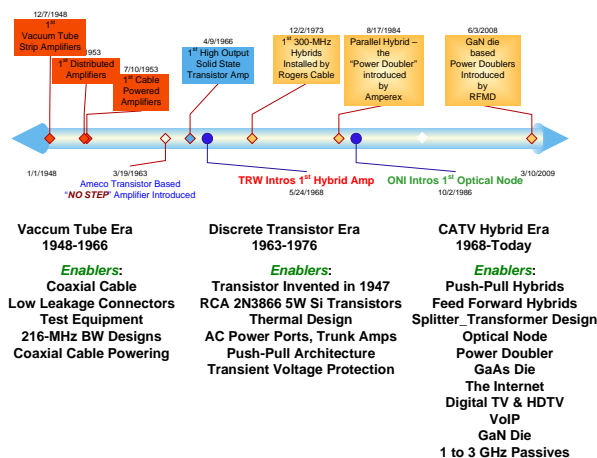 12/7/1948
1st
Vacuum Tube
Strip Amplifiers
1953
1st Distributed
Amplifiers
7/10/1953
1st Cable
Powered
Amplifiers
4/9/1966
1st High Output
Solid State
Transistor Amp
12/2/1973
1st 300-MHz
Hybrids
Installed by
Rogers Cable
8/17/1984
Parallel Hybrid –
the
“Power Doubler”
introduced
by
Amperex
6/3/2008
GaN die
based
Power Doublers
Introduced
by
RFMD
1/1/1948
3/19/1963
Ameco Transistor Based
“NO STEP” Amplifier Introduced
TRW Intros 1st Hybrid Amp
5/24/1968
ONI Intros 1st Optical Node
10/2/1986
3/10/2009
Vaccum Tube Era
1948-1966
Enablers:
Coaxial Cable
Low Leakage Connectors
Test Equipment
216-MHz BW Designs
Coaxial Cable Powering
Discrete Transistor Era
1963-1976
Enablers:
Transistor Invented in 1947
RCA 2N3866 5W Si Transistors
Thermal Design
AC Power Ports, Trunk Amps
Push-Pull Architecture
Transient Voltage Protection
CATV Hybrid Era
1968-Today
Enablers:
Push-Pull Hybrids
Feed Forward Hybrids
Splitter_Transformer Design
Optical Node
Power Doubler
GaAs Die
The Internet
Digital TV & HDTV
VoIP
GaN Die
1 to 3 GHz Passives